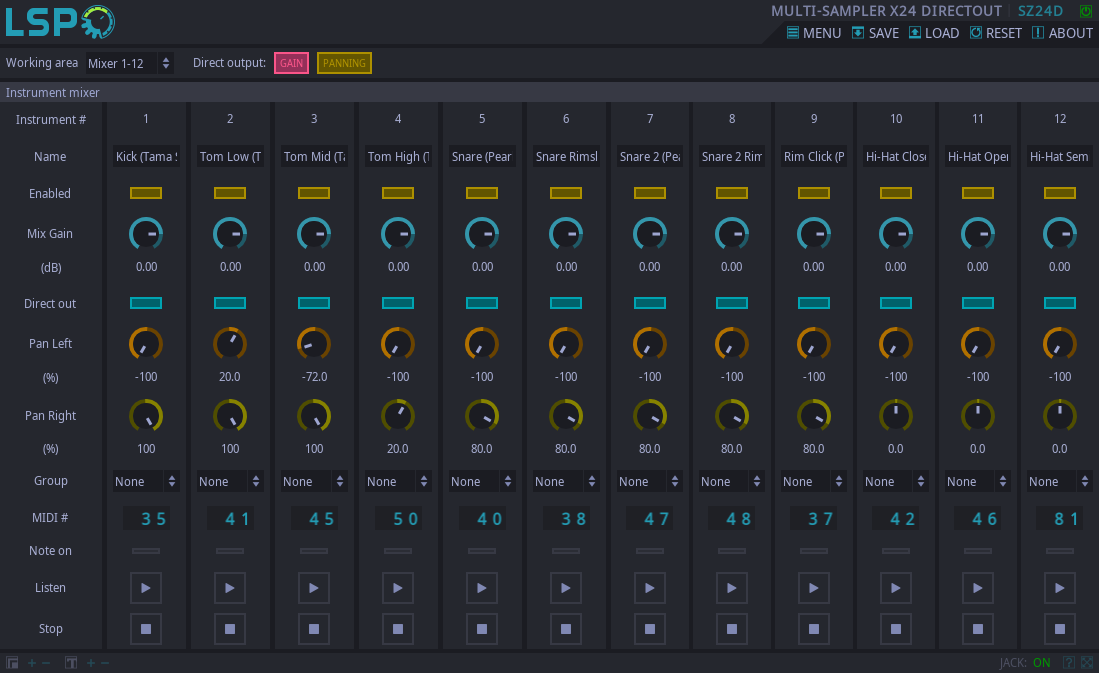 LSP
MULTI-SAMPLER X24 DIRECTOUT SZ24D
MENU SAVE LOAD RESET ABOUT
Working area Mixer 1-12 Direct output: GAIN PANNING
Instrument mixer
Instrument # 1 2 3 4 5 6 7 8 9 10 11 12
Name Kick (Tama S Tom Low (T Tom Mid (Ta Tom High (T Snare (Pear Snare Rimsl Snare 2 (Pea Snare 2 Rim Rim Click (P Hi-Hat Close Hi-Hat Oper Hi-Hat Sem
Enabled
Mix Gain
(dB) 0.00 0.00 0.00 0.00 0.00 0.00 0.00 0.00 0.00 0.00 0.00 0.00
Direct out
Pan Left
(%) -100 20.0 -72.0 -100 -100 -100 -100 -100 -100 -100 -100 -100
Pan Right
(%) 100 100 100 20.0 80.0 80.0 80.0 80.0 80.0 0.0 0.0 0.0
Group None None None None None None None None None None None None
MIDI # 35 41 45 50 40 38 47 48 37 42 46 81
Note on
Listen
Stop
JACK: ON ?